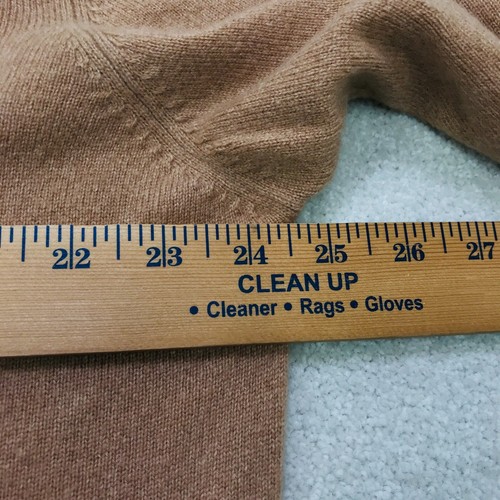 22 23 24 25 26 27
CLEAN UP
• Cleaner • Rags • Gloves